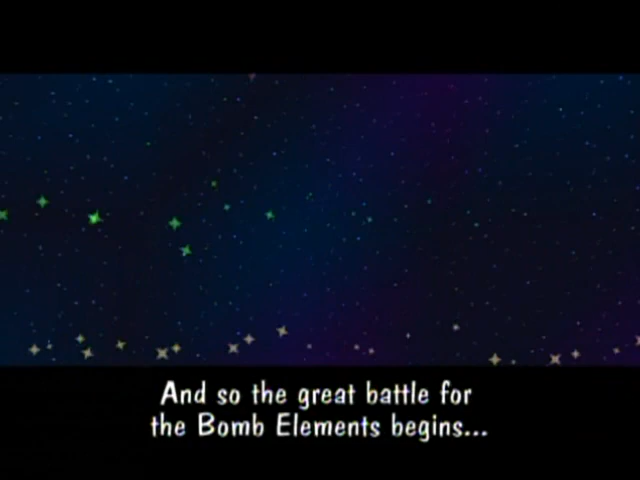 And so the great battle for
the Bomb Elements begins...